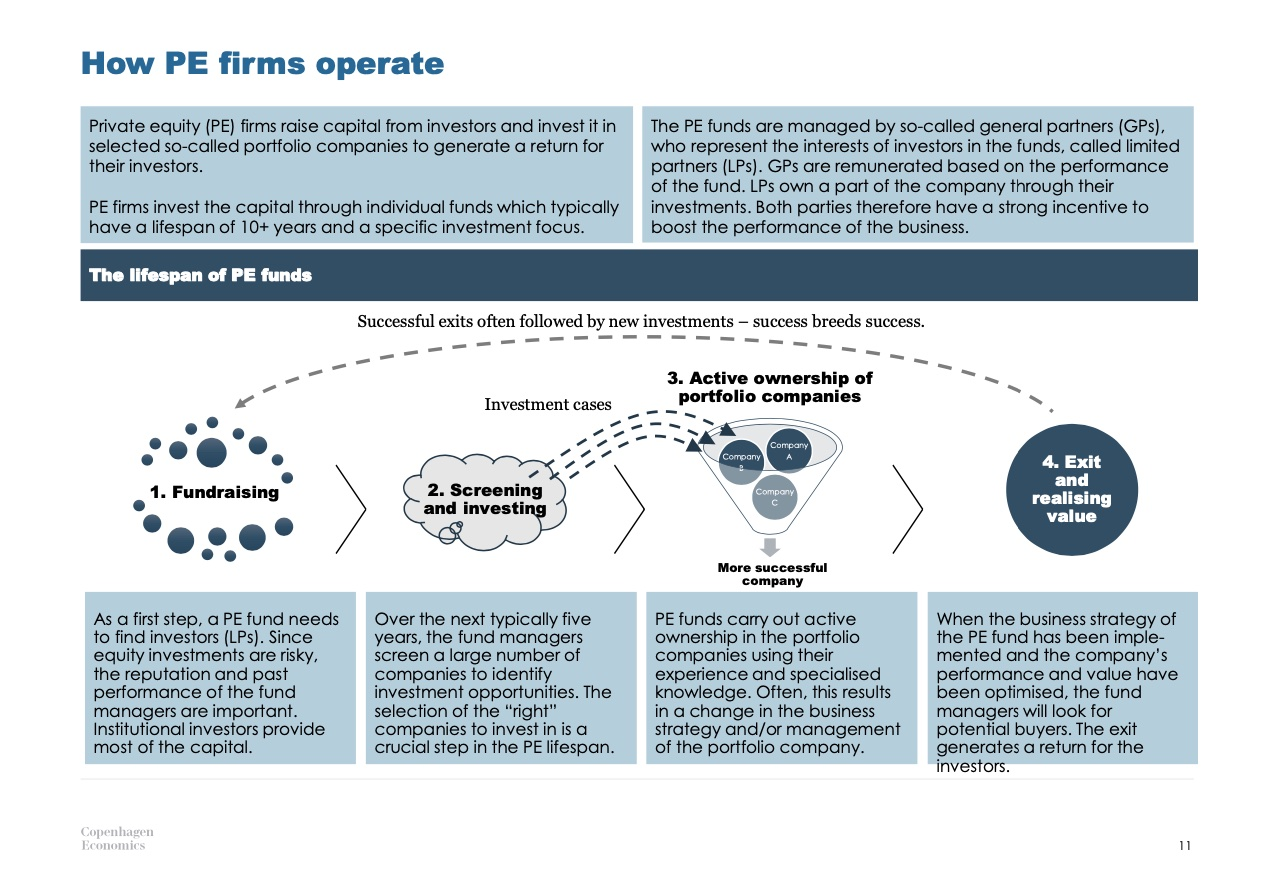 How PE firms operate
Private equity (PE) firms raise capital from investors and invest it in
selected so-called portfolio companies to generate a return for
their investors.
PE firms invest the capital through individual funds which typically
have a lifespan of 10+ years and a specific investment focus.
The PE funds are managed by so-called general partners (GPs),
who represent the interests of investors in the funds, called limited
partners (LPs). GPs are remunerated based on the performance
of the fund. LPs own a part of the company through their
investments. Both parties therefore have a strong incentive to
boost the performance of the business.
The lifespan of PE funds
Successful exits often followed by new investments – success breeds success.
1. Fundraising
Investment cases
2. Screening
and investing
3. Active ownership of
portfolio companies
Company
B
Company
A
Company
C
More successful
company
4. Exit
and
realising
value
As a first step, a PE fund needs
to find investors (LPs). Since
equity investments are risky,
the reputation and past
performance of the fund
managers are important.
Institutional investors provide
most of the capital.
Over the next typically five
years, the fund managers
screen a large number of
companies to identify
investment opportunities. The
selection of the “right”
companies to invest in is a
crucial step in the PE lifespan.
PE funds carry out active
ownership in the portfolio
companies using their
experience and specialised
knowledge. Often, this results
in a change in the business
strategy and/or management
of the portfolio company.
When the business strategy of
the PE fund has been imple-
mented and the company’s
performance and value have
been optimised, the fund
managers will look for
potential buyers. The exit
generates a return for the
investors.
Copenhagen
Economics
11